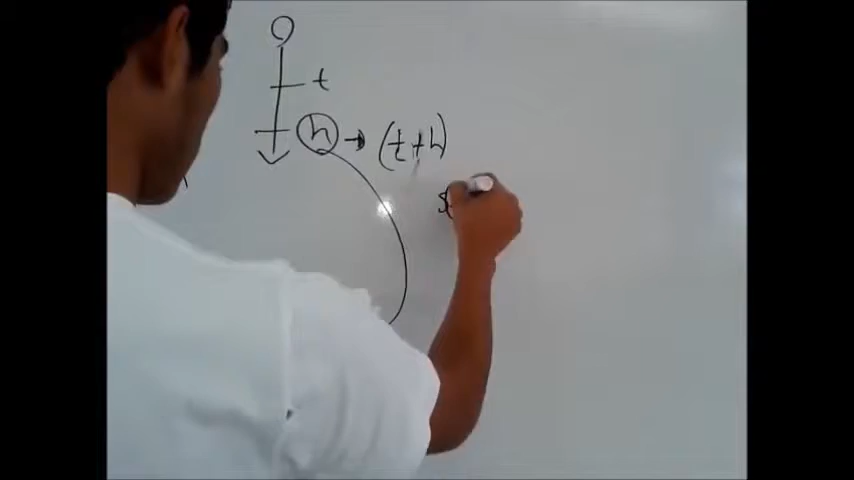 t
h → (t+h)